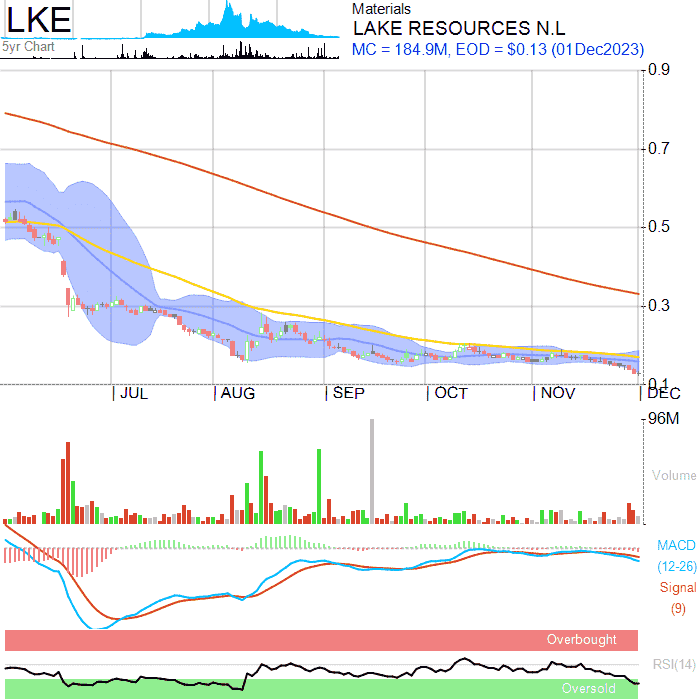 LKE
5yr Chart
Materials
LAKE RESOURCES N.L
MC = 184.9M, EOD = $0.13 (01Dec2023)
0.9
0.7
0.5
0.3
0.1
JUL AUG SEP OCT NOV DEC
96M
Volume
MACD
(12-26)
Signal
(9)
Overbought
RSI(14)
Oversold